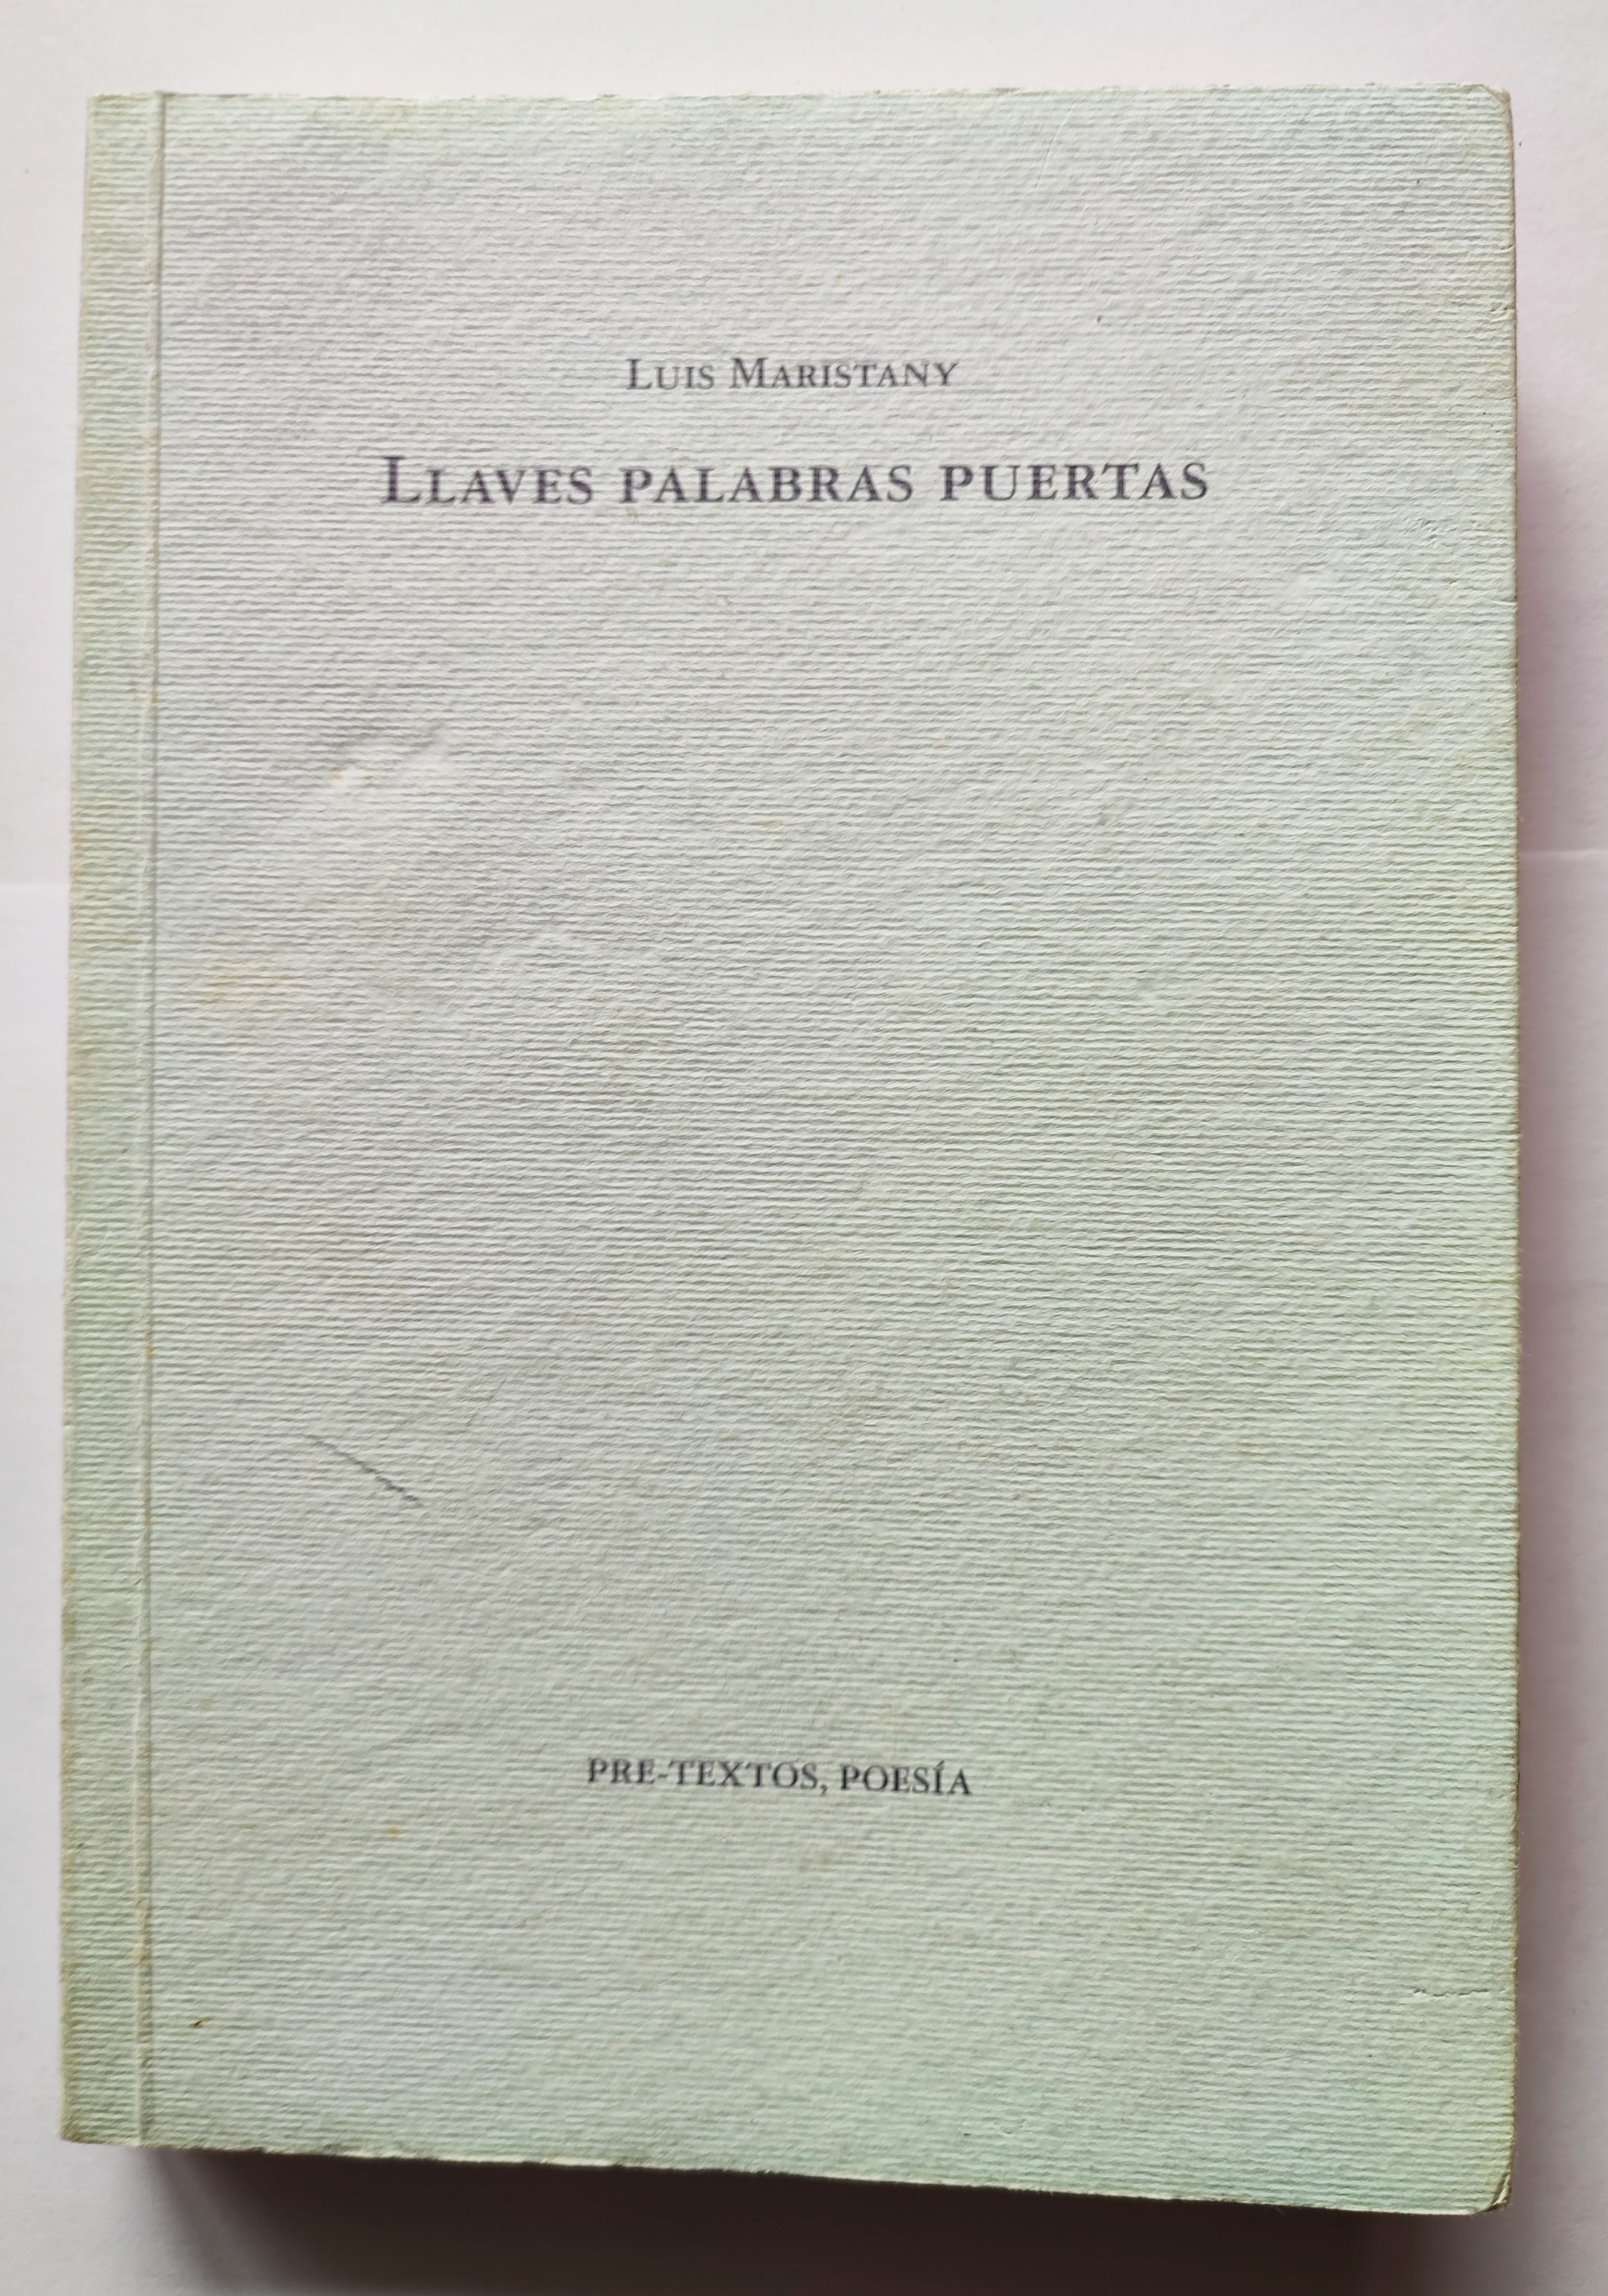 LUIS MARISTANY
LLAVES PALABRAS PUERTAS
PRE-TEXTOS, POESÍA